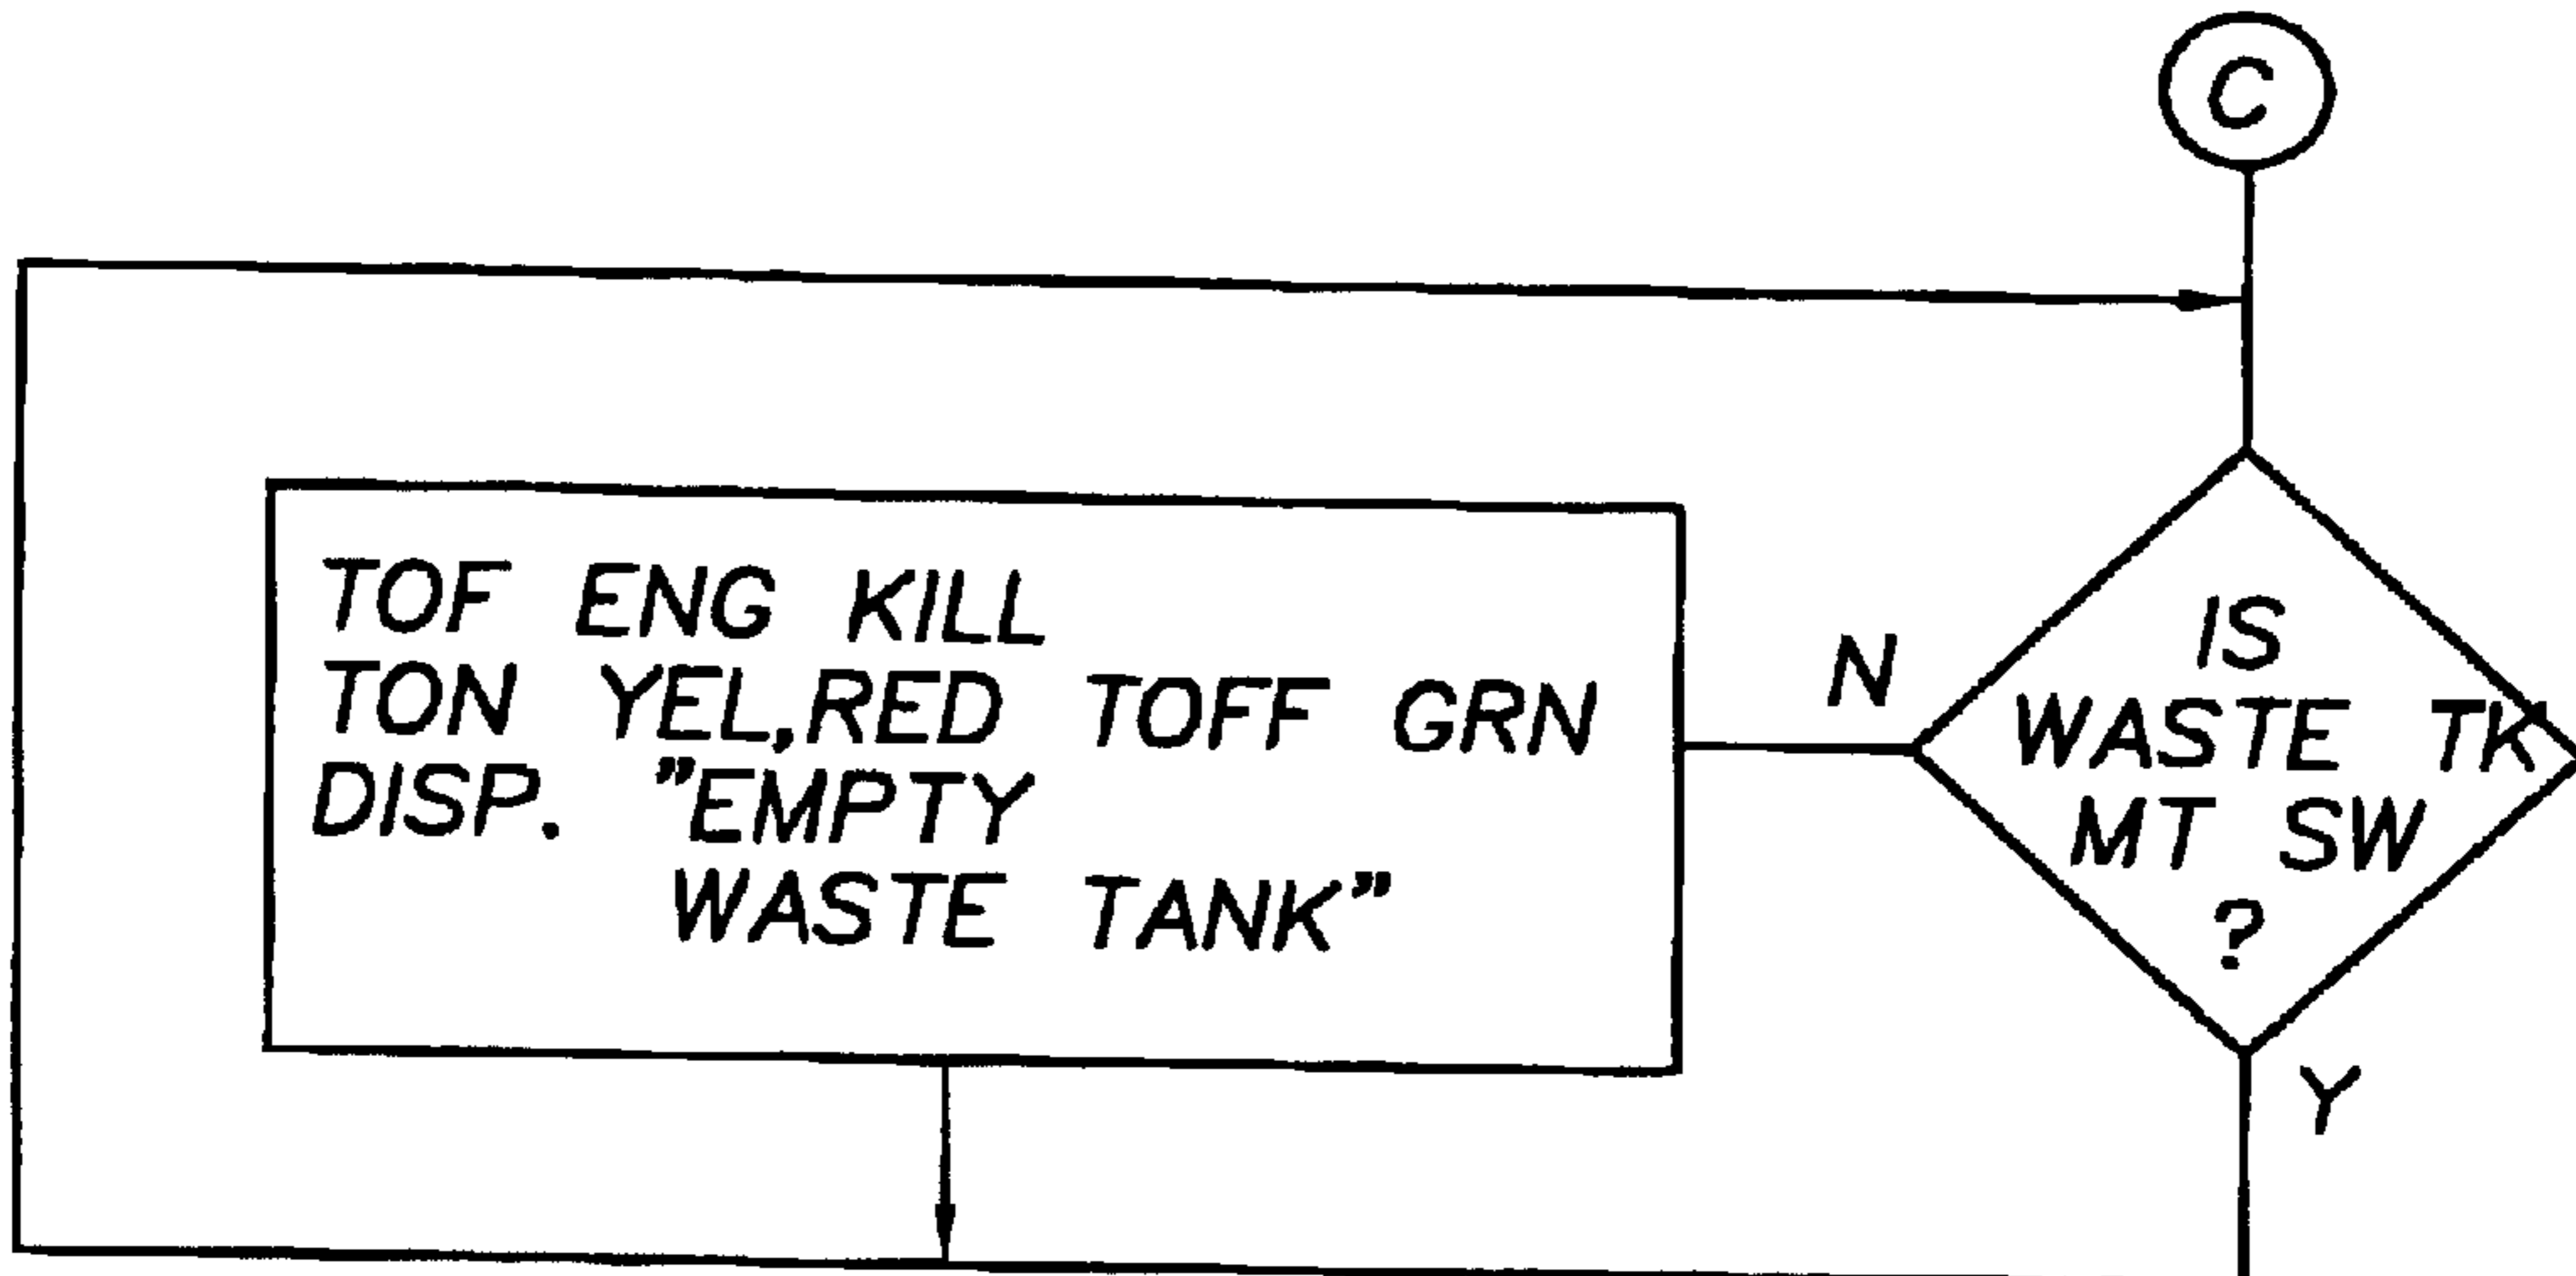 C
TOF ENG KILL
TON YEL,RED TOFF GRN
DISP. "EMPTY
WASTE TANK"
N
IS
WASTE TK
MT SW
?
Y